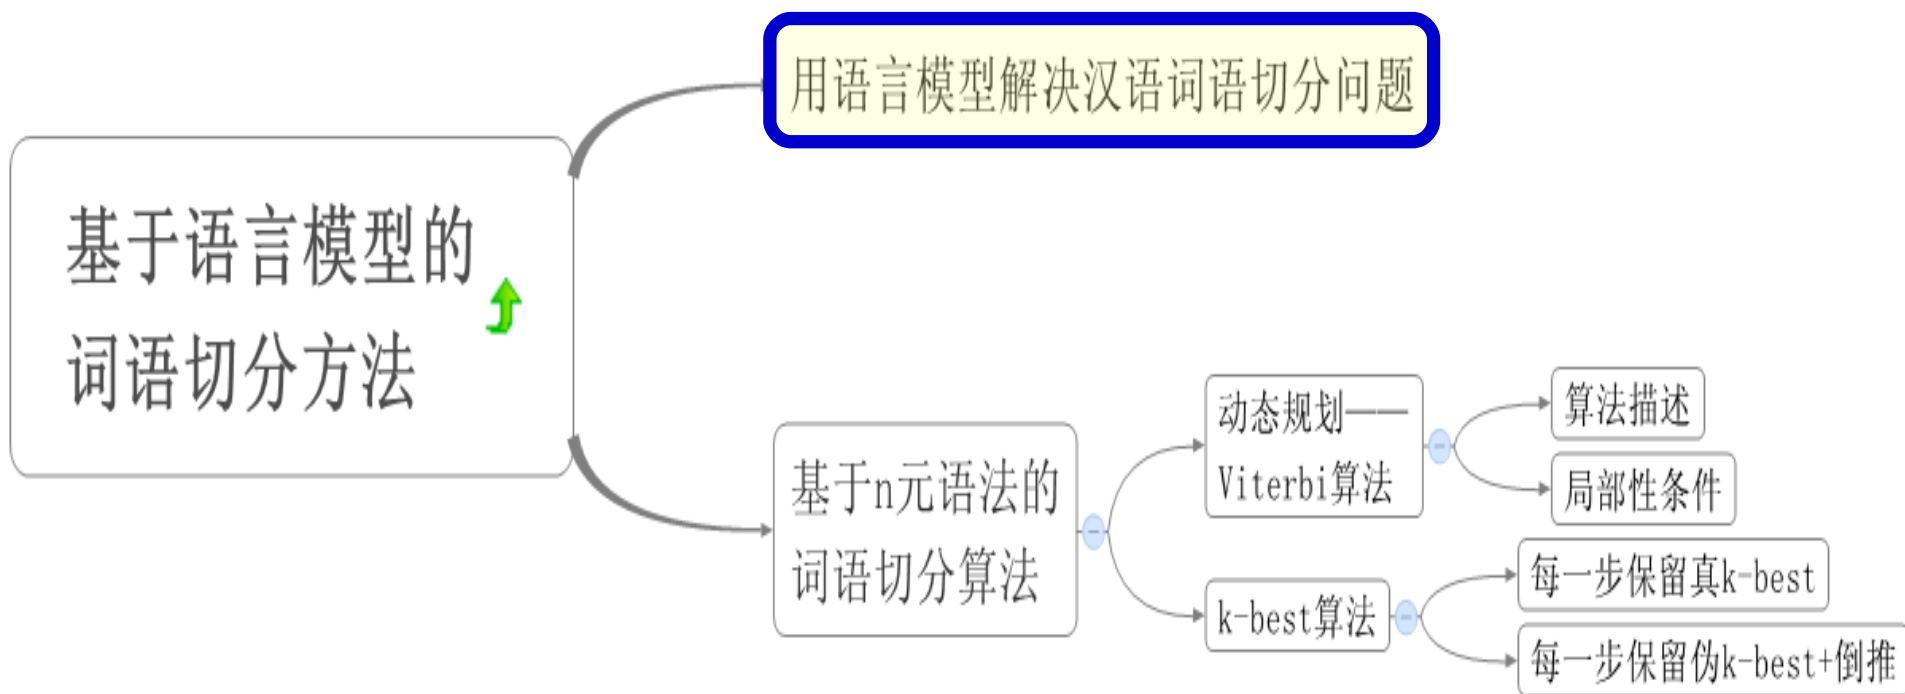 用语言模型解决汉语词语切分问题
基于语言模型的
词语切分方法
基于n元语法的
词语切分算法
动态规划——
Viterbi算法
算法描述
局部性条件
k-best算法
每一步保留真k-best
每一步保留伪k-best+倒推